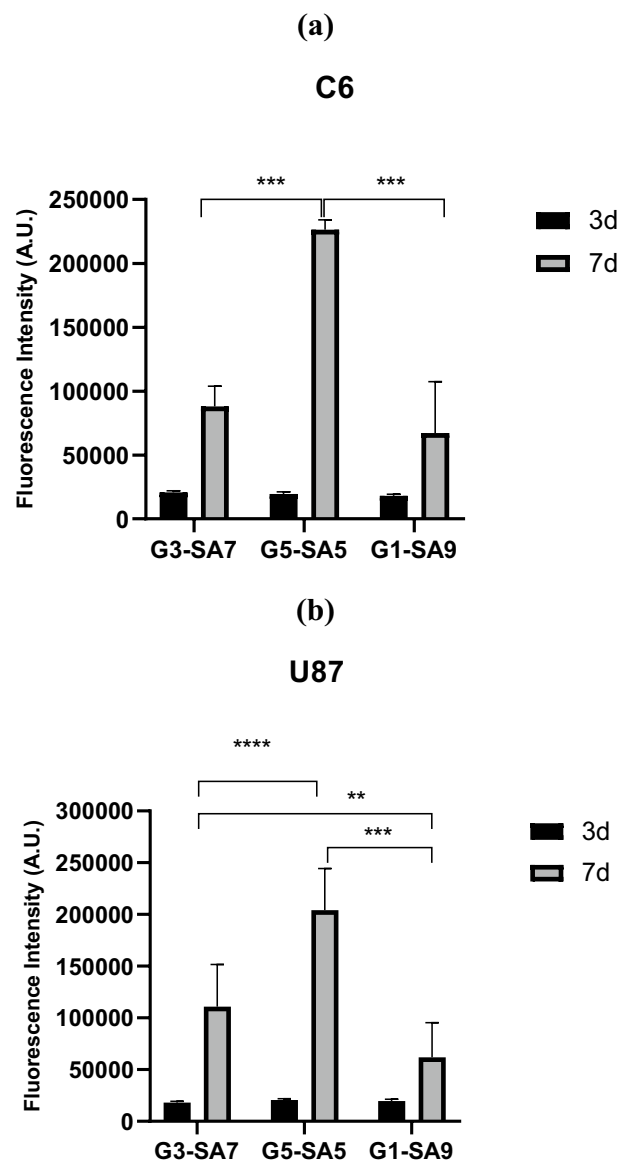 (a)
C6
*** ***
250000
200000
150000
100000
50000
0
Fluorescence Intensity (A.U.)
3d
7d
G3-SA7 G5-SA5 G1-SA9
(b)
U87
****
**
***
300000
250000
200000
150000
100000
50000
0
Fluorescence Intensity (A.U.)
3d
7d
G3-SA7 G5-SA5 G1-SA9